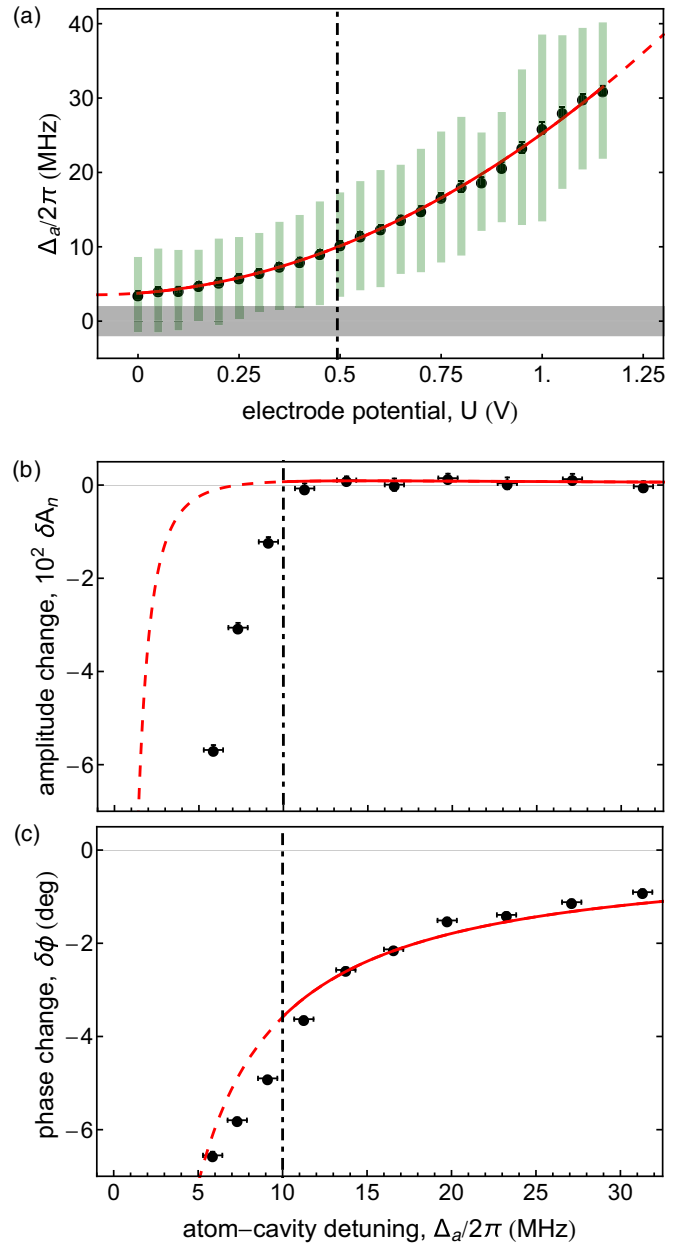 (a)
Δₐ/2π (MHz)
40
30
20
10
0
0 0.25 0.5 0.75 1. 1.25
electrode potential, U (V)
(b)
amplitude change, 10² δAₙ
0
−2
−4
−6
(c)
phase change, δϕ (deg)
0
−2
−4
−6
0 5 10 15 20 25 30
atom−cavity detuning, Δₐ/2π (MHz)